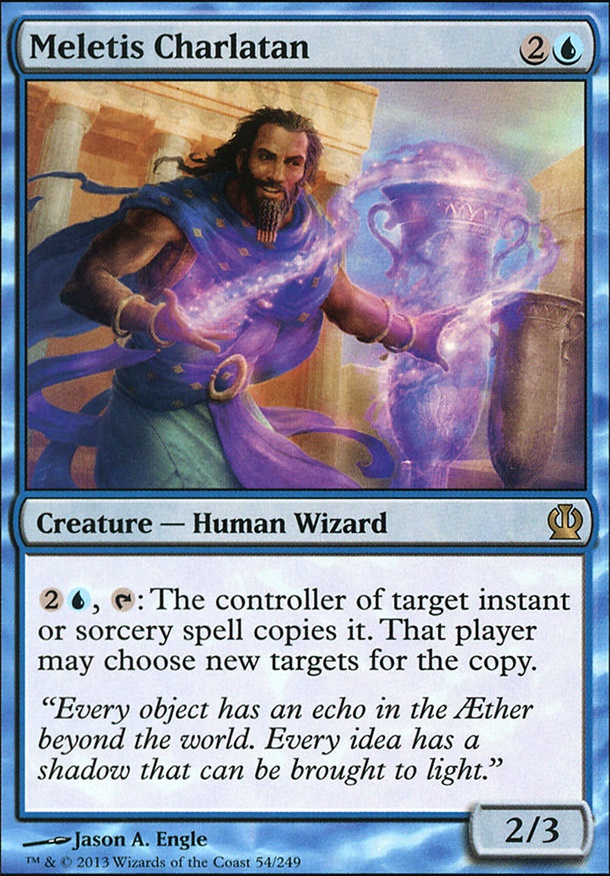 Meletis Charlatan 2
Creature — Human Wizard
2, : The controller of target instant
or sorcery spell copies it. That player
may choose new targets for the copy.
“Every object has an echo in the Æther
beyond the world. Every idea has a
shadow that can be brought to light.”
2/3
Jason A. Engle
™ & © 2013 Wizards of the Coast 54/249